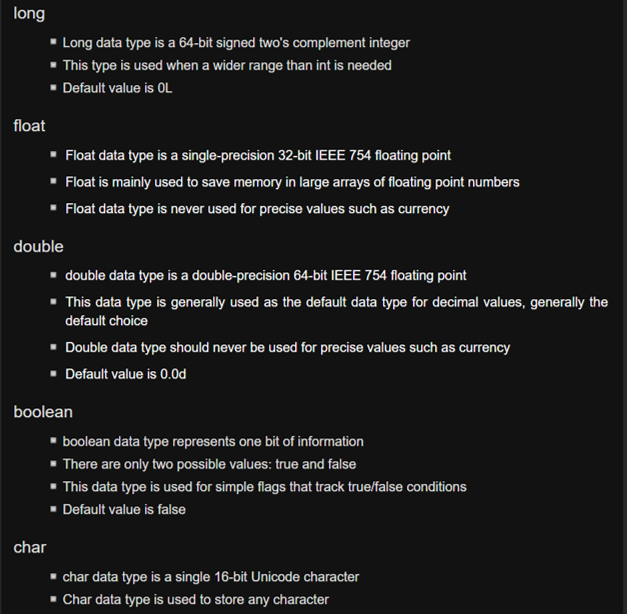 long
Long data type is a 64-bit signed two's complement integer
This type is used when a wider range than int is needed
Default value is 0L
float
Float data type is a single-precision 32-bit IEEE 754 floating point
Float is mainly used to save memory in large arrays of floating point numbers
Float data type is never used for precise values such as currency
double
double data type is a double-precision 64-bit IEEE 754 floating point
This data type is generally used as the default data type for decimal values, generally the
default choice
Double data type should never be used for precise values such as currency
Default value is 0.0d
boolean
boolean data type represents one bit of information
There are only two possible values: true and false
This data type is used for simple flags that track true/false conditions
Default value is false
char
char data type is a single 16-bit Unicode character
Char data type is used to store any character